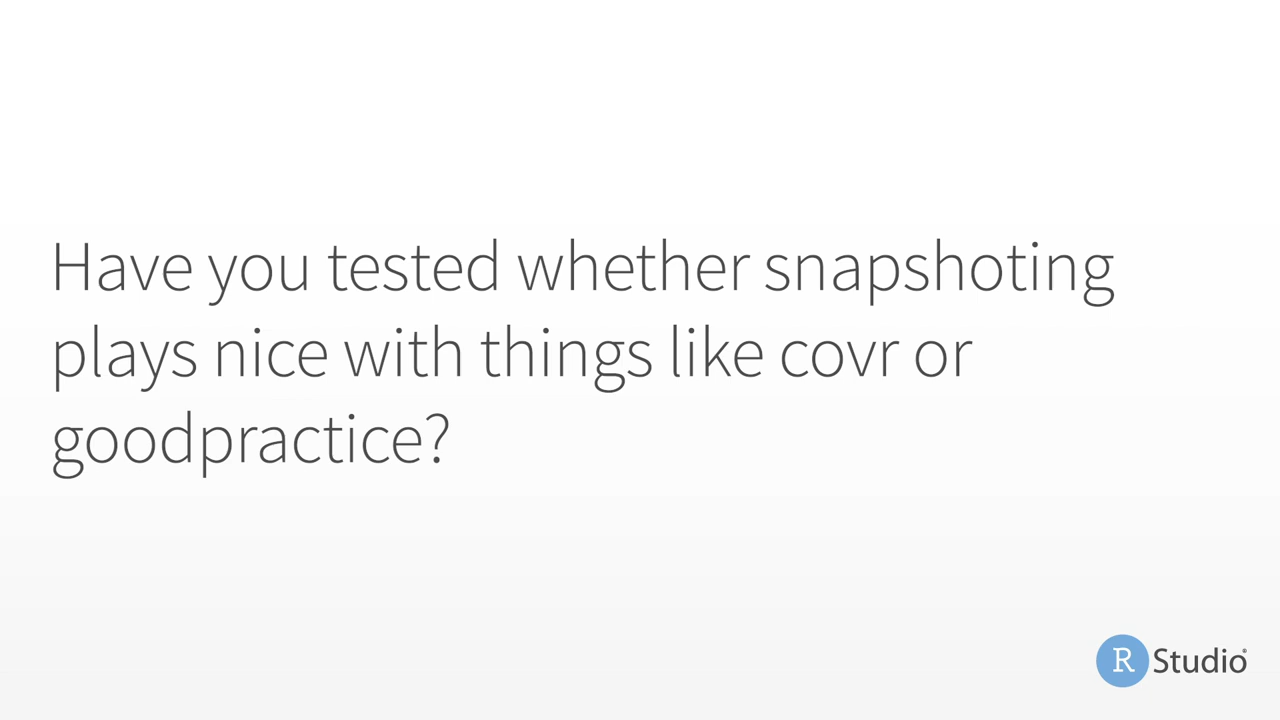 Have you tested whether snapshoting
plays nice with things like covr or
goodpractice?
R Studio®